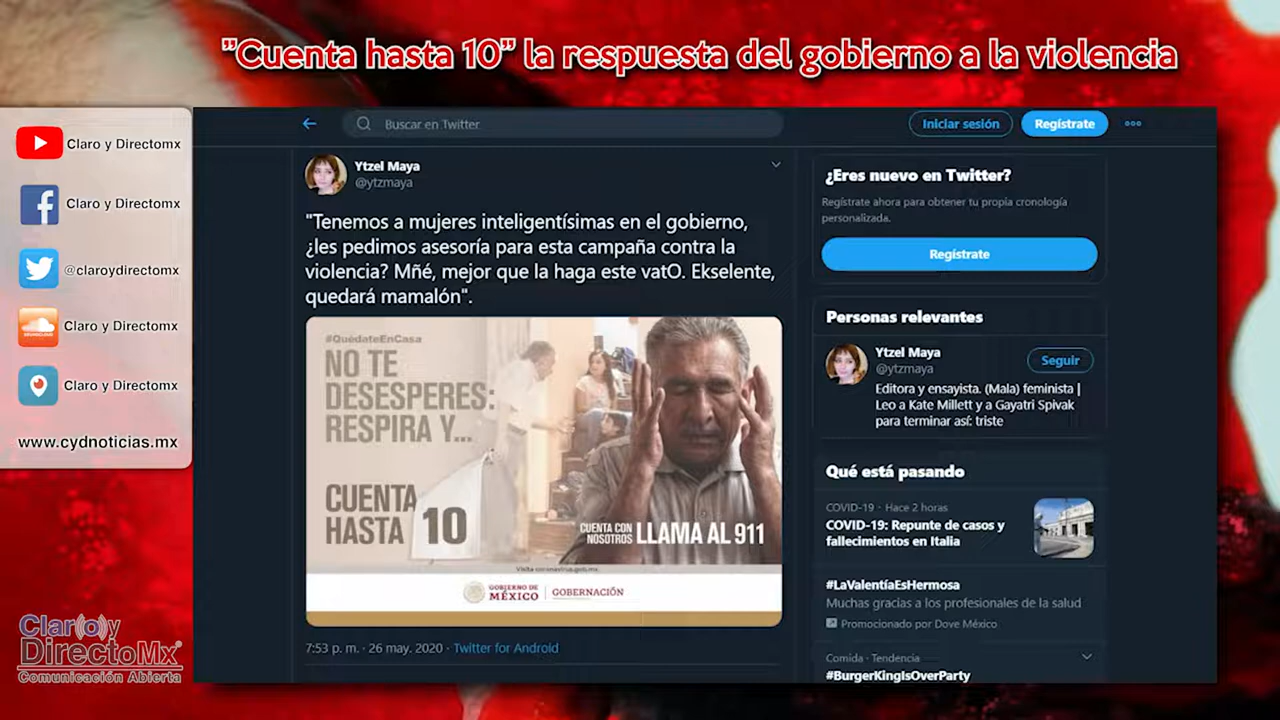 "Cuenta hasta 10" la respuesta del gobierno a la violencia
Claro y Directomx
Claro y Directomx
@claroydirectomx
Claro y Directomx
Claro y Directomx
www.cydnoticias.mx
Claro y
DirectoMx
Comunicación Abierta
Buscar en Twitter
Iniciar sesión
Regístrate
Ytzel Maya
@ytzmaya
"Tenemos a mujeres inteligentísimas en el gobierno,
¿les pedimos asesoría para esta campaña contra la
violencia? Mñé, mejor que la haga este vatO. Ekselente,
quedará mamalón".
#QuédateEnCasa
NO TE
DESESPERES:
RESPIRA Y...
CUENTA
HASTA 10
CUENTA CON
NOSOTROS LLAMA AL 911
Visita coronavirus.gob.mx
GOBIERNO DE
MÉXICO
GOBERNACIÓN
7:53 p. m. · 26 may. 2020 · Twitter for Android
¿Eres nuevo en Twitter?
Regístrate ahora para obtener tu propia cronología
personalizada.
Regístrate
Personas relevantes
Ytzel Maya
@ytzmaya
Seguir
Editora y ensayista. (Mala) feminista |
Leo a Kate Millett y a Gayatri Spivak
para terminar así: triste
Qué está pasando
COVID-19 · Hace 2 horas
COVID-19: Repunte de casos y
fallecimientos en Italia
#LaValentíaEsHermosa
Muchas gracias a los profesionales de la salud
Promocionado por Dove México
Comida · Tendencia
#BurgerKingIsOverParty